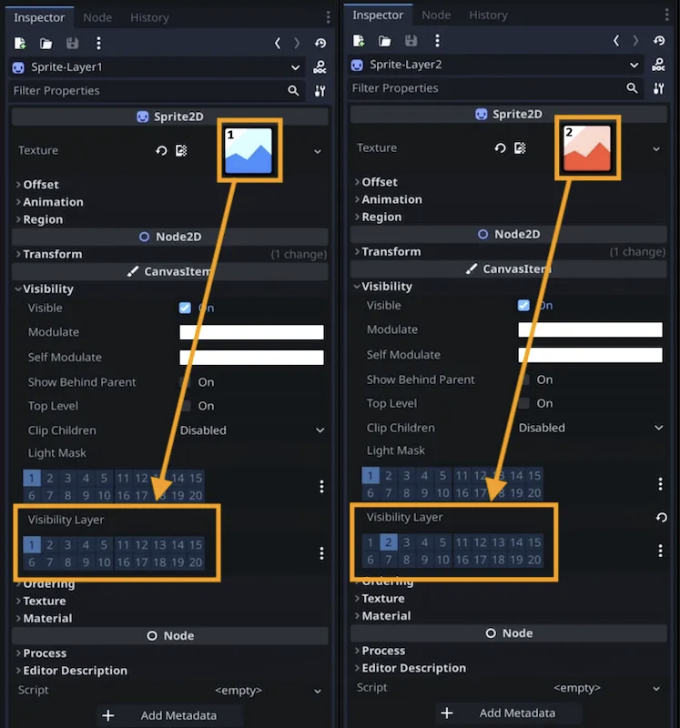 Inspector Node History
Sprite-Layer1
DOC
Filter Properties
Sprite2D
Texture
1
Offset
Animation
Region
Node2D
Transform (1 change)
CanvasItem
Visibility
Visible On
Modulate
Self Modulate
Show Behind Parent On
Top Level On
Clip Children Disabled
Light Mask
1 2 3 4 5 11 12 13 14 15
6 7 8 9 10 16 17 18 19 20
Visibility Layer
1 2 3 4 5 11 12 13 14 15
6 7 8 9 10 16 17 18 19 20
Ordering
Texture
Material
Node
Process
Editor Description
Script <empty>
Add Metadata
Inspector Node History
Sprite-Layer2
DOC
Filter Properties
Sprite2D
Texture
2
Offset
Animation
Region
Node2D
Transform (1 change)
CanvasItem
Visibility
Visible On
Modulate
Self Modulate
Show Behind Parent On
Top Level On
Clip Children Disabled
Light Mask
1 2 3 4 5 11 12 13 14 15
6 7 8 9 10 16 17 18 19 20
Visibility Layer
1 2 3 4 5 11 12 13 14 15
6 7 8 9 10 16 17 18 19 20
Ordering
Texture
Material
Node
Process
Editor Description
Script <empty>
Add Metadata